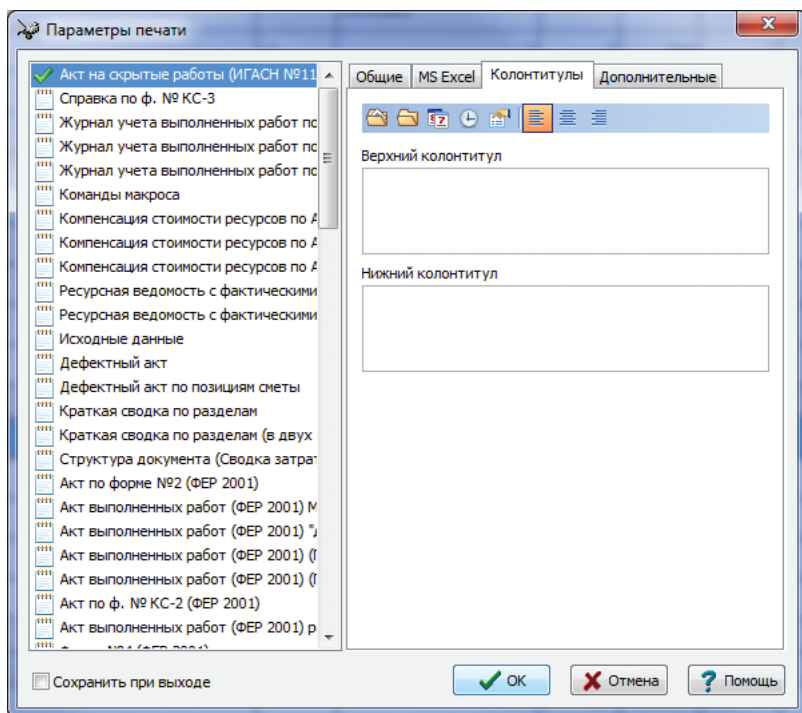 Параметры печати
Акт на скрытые работы (ИГАСН №11
Справка по ф. № КС-3
Журнал учета выполненных работ по
Журнал учета выполненных работ по
Журнал учета выполненных работ по
Команды макроса
Компенсация стоимости ресурсов по А
Компенсация стоимости ресурсов по А
Компенсация стоимости ресурсов по А
Ресурсная ведомость с фактическими
Ресурсная ведомость с фактическими
Исходные данные
Дефектный акт
Дефектный акт по позициям сметы
Краткая сводка по разделам
Краткая сводка по разделам (в двух
Структура документа (Сводка затрат
Акт по форме №2 (ФЕР 2001)
Акт выполненных работ (ФЕР 2001) М
Акт выполненных работ (ФЕР 2001) "д
Акт выполненных работ (ФЕР 2001) (П
Акт выполненных работ (ФЕР 2001) (П
Акт по ф. № КС-2 (ФЕР 2001)
Акт выполненных работ (ФЕР 2001) р
Общие MS Excel Колонтитулы Дополнительные
Верхний колонтитул
Нижний колонтитул
Сохранить при выходе
OK Отмена Помощь